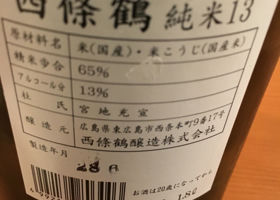 西條鶴 純米13
原材料名 米(国産)・米こうじ(国産米)
精米歩合 65%
アルコール分 13%
杜氏 宮地充宣
醸造元 広島県東広島市西条本町9番17号
西條鶴醸造株式会社
製造年月
お酒は20歳になってから
1.8ℓ